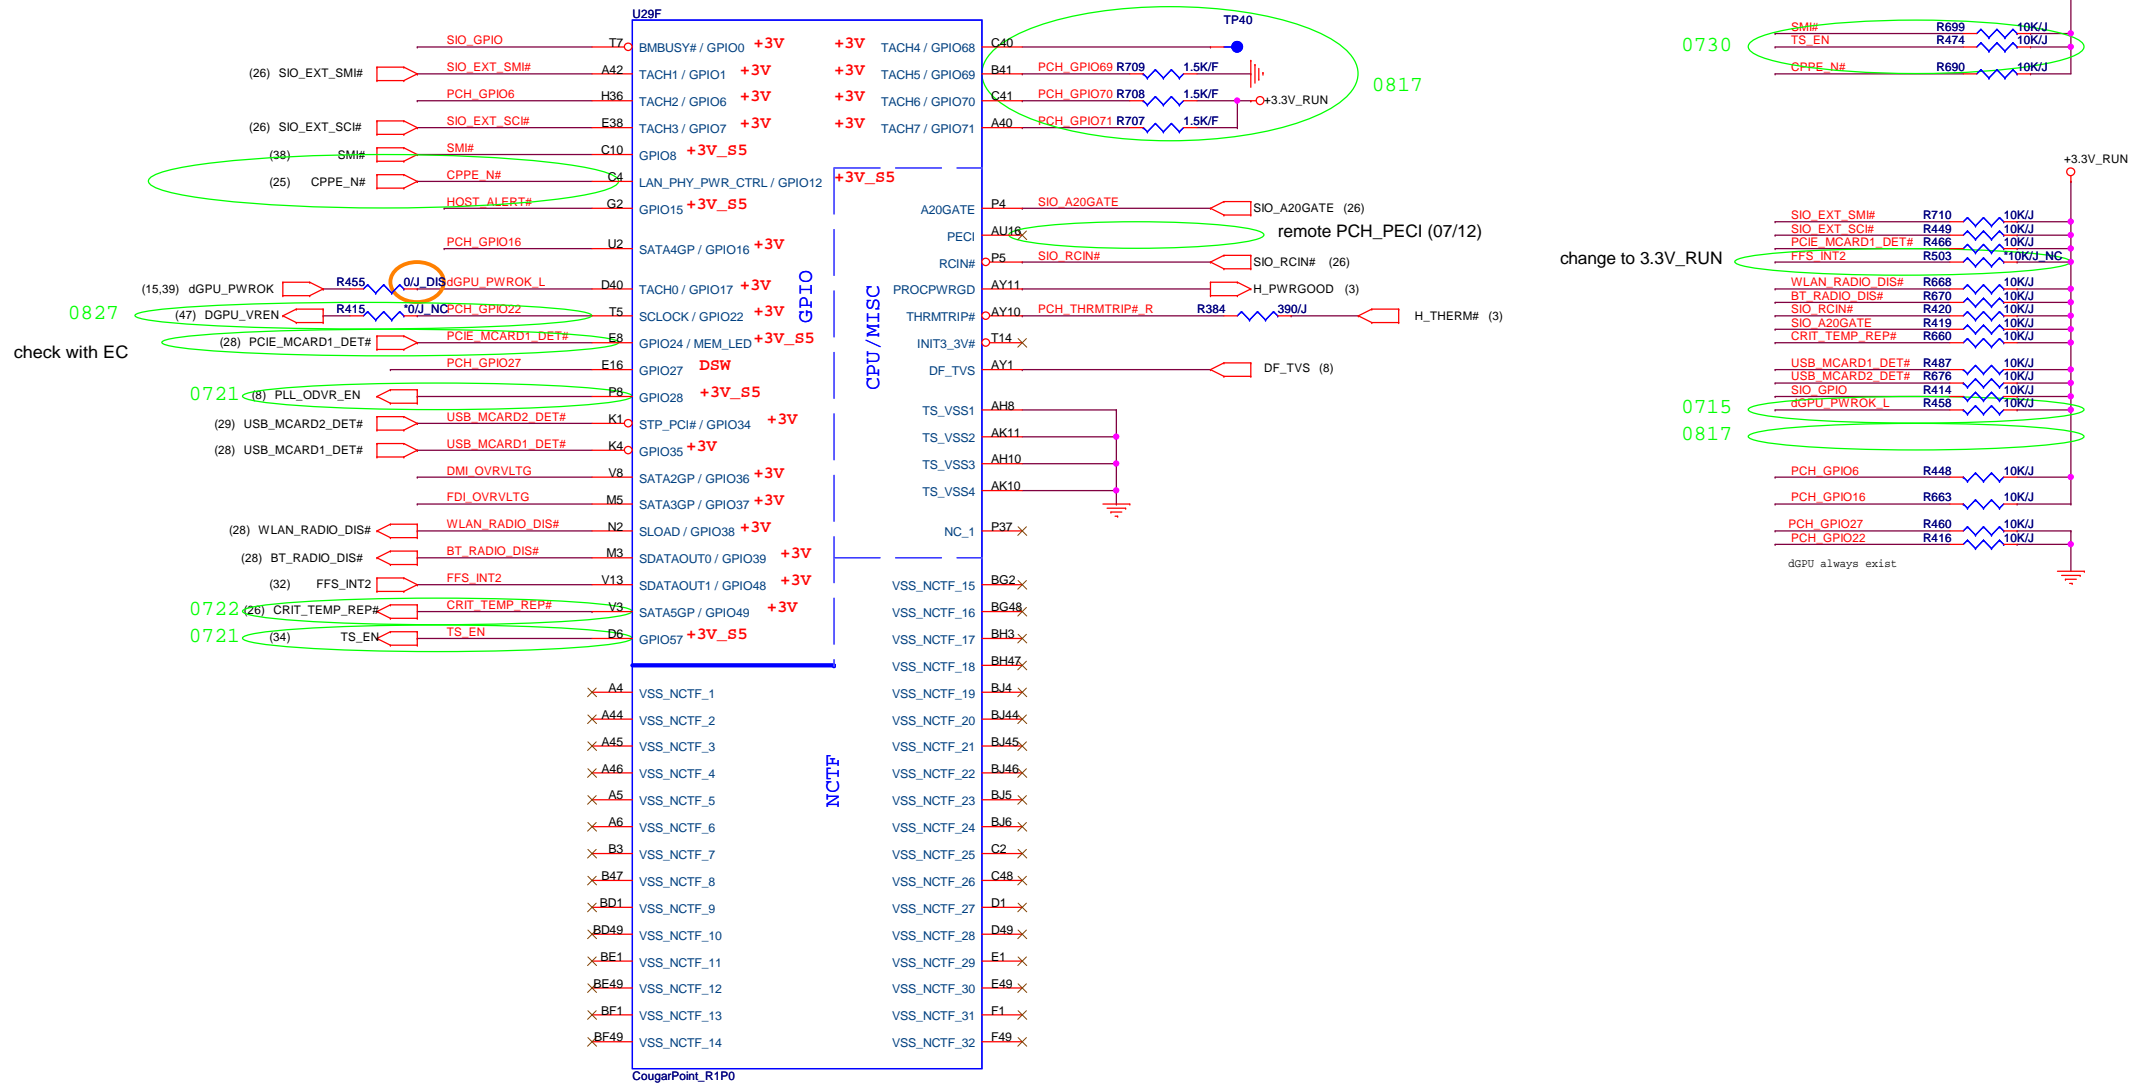 U29F
SIO_GPIO T7 BMBUSY# / GPIO0 +3V
(26) SIO_EXT_SMI# SIO_EXT_SMI# A42 TACH1 / GPIO1 +3V
PCH_GPIO6 H36 TACH2 / GPIO6 +3V
(26) SIO_EXT_SCI# SIO_EXT_SCI# E38 TACH3 / GPIO7 +3V
(38) SMI# SMI# C10 GPIO8 +3V_S5
(25) CPPE_N# CPPE_N# C4 LAN_PHY_PWR_CTRL / GPIO12 +3V_S5
HOST_ALERT# G2 GPIO15 +3V_S5
PCH_GPIO16 U2 SATA4GP / GPIO16 +3V
(15,39) dGPU_PWROK R455 0/J_DIS dGPU_PWROK_L D40 TACH0 / GPIO17 +3V
0827 (47) DGPU_VREN R415 *0/J_NC PCH_GPIO22 T5 SCLOCK / GPIO22 +3V
check with EC
(28) PCIE_MCARD1_DET# PCIE_MCARD1_DET# E8 GPIO24 / MEM_LED +3V_S5
PCH_GPIO27 E16 GPIO27 DSW
0721 (8) PLL_ODVR_EN P8 GPIO28 +3V_S5
(29) USB_MCARD2_DET# USB_MCARD2_DET# K1 STP_PCI# / GPIO34 +3V
(28) USB_MCARD1_DET# USB_MCARD1_DET# K4 GPIO35 +3V
DMI_OVRVLTG V8 SATA2GP / GPIO36 +3V
FDI_OVRVLTG M5 SATA3GP / GPIO37 +3V
(28) WLAN_RADIO_DIS# WLAN_RADIO_DIS# N2 SLOAD / GPIO38 +3V
(28) BT_RADIO_DIS# BT_RADIO_DIS# M3 SDATAOUT0 / GPIO39 +3V
(32) FFS_INT2 FFS_INT2 V13 SDATAOUT1 / GPIO48 +3V
0722 (26) CRIT_TEMP_REP# CRIT_TEMP_REP# V3 SATA5GP / GPIO49 +3V
0721 (34) TS_EN TS_EN D6 GPIO57 +3V_S5
A4 VSS_NCTF_1
A44 VSS_NCTF_2
A45 VSS_NCTF_3
A46 VSS_NCTF_4
A5 VSS_NCTF_5
A6 VSS_NCTF_6
B3 VSS_NCTF_7
B47 VSS_NCTF_8
BD1 VSS_NCTF_9
BD49 VSS_NCTF_10
BE1 VSS_NCTF_11
BE49 VSS_NCTF_12
BF1 VSS_NCTF_13
BF49 VSS_NCTF_14
CougarPoint_R1P0
GPIO
CPU/MISC
NCTF
TP40
+3V TACH4 / GPIO68 C40
+3V TACH5 / GPIO69 B41 PCH_GPIO69 R709 1.5K/F
0817
+3V TACH6 / GPIO70 C41 PCH_GPIO70 R708 1.5K/F +3.3V_RUN
+3V TACH7 / GPIO71 A40 PCH_GPIO71 R707 1.5K/F
A20GATE P4 SIO_A20GATE SIO_A20GATE (26)
PECI AU16 remote PCH_PECI (07/12)
RCIN# P5 SIO_RCIN# SIO_RCIN# (26)
PROCPWRGD AY11 H_PWRGOOD (3)
THRMTRIP# AY10 PCH_THRMTRIP#_R R384 390/J H_THERM# (3)
INIT3_3V# T14
DF_TVS AY1 DF_TVS (8)
TS_VSS1 AH8
TS_VSS2 AK11
TS_VSS3 AH10
TS_VSS4 AK10
NC_1 P37
VSS_NCTF_15 BG2
VSS_NCTF_16 BG48
VSS_NCTF_17 BH3
VSS_NCTF_18 BH47
VSS_NCTF_19 BJ4
VSS_NCTF_20 BJ44
VSS_NCTF_21 BJ45
VSS_NCTF_22 BJ46
VSS_NCTF_23 BJ5
VSS_NCTF_24 BJ6
VSS_NCTF_25 C2
VSS_NCTF_26 C48
VSS_NCTF_27 D1
VSS_NCTF_28 D49
VSS_NCTF_29 E1
VSS_NCTF_30 E49
VSS_NCTF_31 F1
VSS_NCTF_32 F49
SMI# R699 10K/J
0730 TS_EN R474 10K/J
CPPE_N# R690 10K/J
+3.3V_RUN
SIO_EXT_SMI# R710 10K/J
SIO_EXT_SCI# R449 10K/J
PCIE_MCARD1_DET# R466 10K/J
change to 3.3V_RUN FFS_INT2 R503 *10K/J_NC
WLAN_RADIO_DIS# R668 10K/J
BT_RADIO_DIS# R670 10K/J
SIO_RCIN# R420 10K/J
SIO_A20GATE R419 10K/J
CRIT_TEMP_REP# R660 10K/J
USB_MCARD1_DET# R487 10K/J
USB_MCARD2_DET# R676 10K/J
SIO_GPIO R414 10K/J
0715 dGPU_PWROK_L R458 10K/J
0817
PCH_GPIO6 R448 10K/J
PCH_GPIO16 R663 10K/J
PCH_GPIO27 R460 10K/J
PCH_GPIO22 R416 10K/J
dGPU always exist